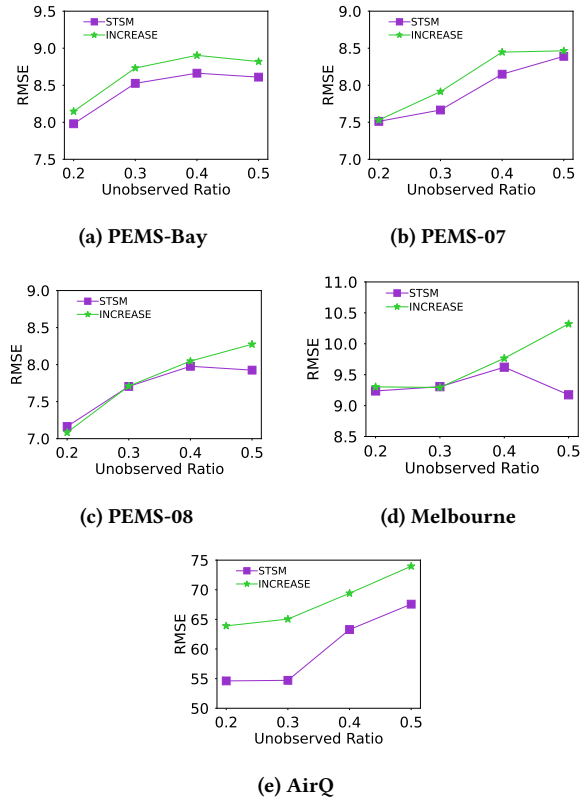 9.5
9.0
8.5
8.0
7.5
RMSE
STSM
INCREASE
0.2 0.3 0.4 0.5
Unobserved Ratio
(a) PEMS-Bay
9.0
8.5
8.0
7.5
7.0
RMSE
STSM
INCREASE
0.2 0.3 0.4 0.5
Unobserved Ratio
(b) PEMS-07
9.0
8.5
8.0
7.5
7.0
RMSE
STSM
INCREASE
0.2 0.3 0.4 0.5
Unobserved Ratio
(c) PEMS-08
11.0
10.5
10.0
9.5
9.0
8.5
RMSE
STSM
INCREASE
0.2 0.3 0.4 0.5
Unobserved Ratio
(d) Melbourne
75
70
65
60
55
50
RMSE
STSM
INCREASE
0.2 0.3 0.4 0.5
Unobserved Ratio
(e) AirQ